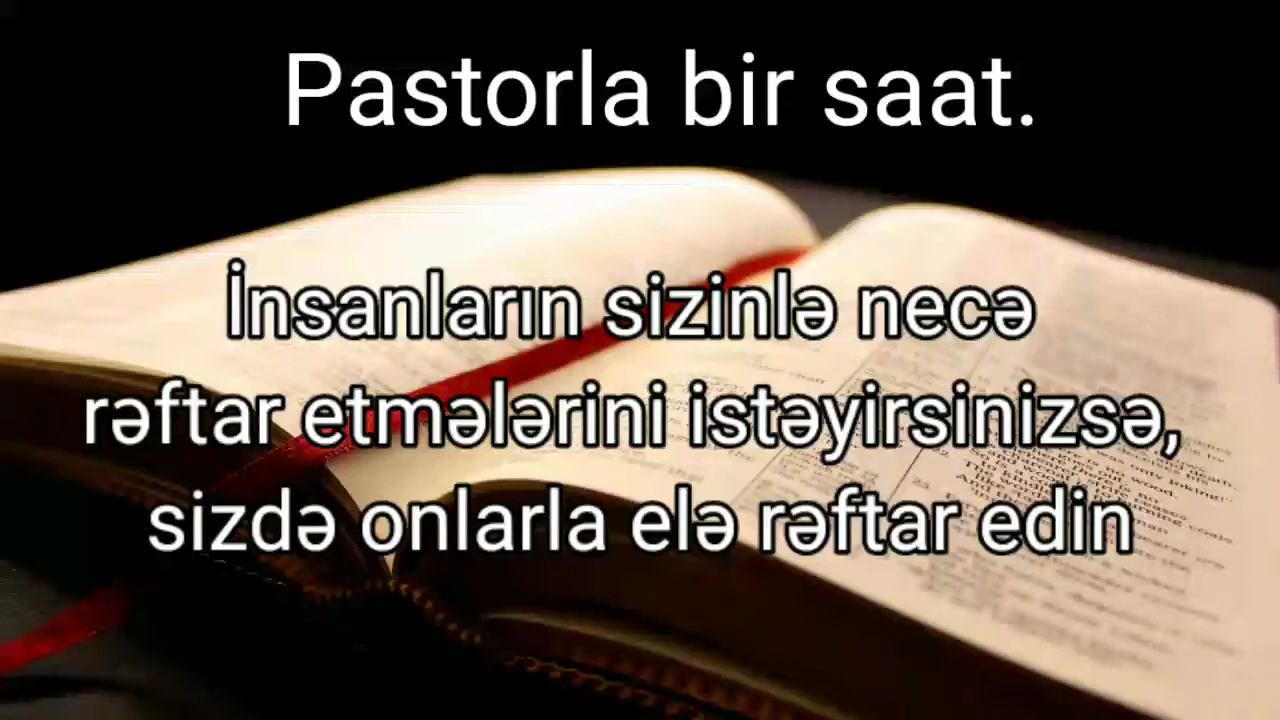 Pastorla bir saat.
İnsanların sizinlə necə
rəftar etmələrini istəyirsinizsə,
sizdə onlarla elə rəftar edin